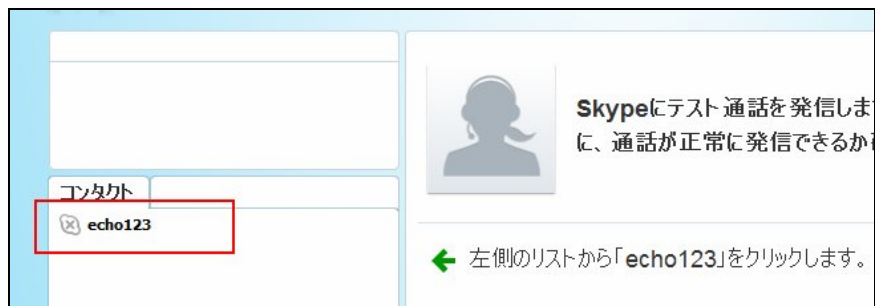 コンタクト
echo123
Skypeにテスト通話を発信しま
に、通話が正常に発信できるか
左側のリストから「echo123」をクリックします。